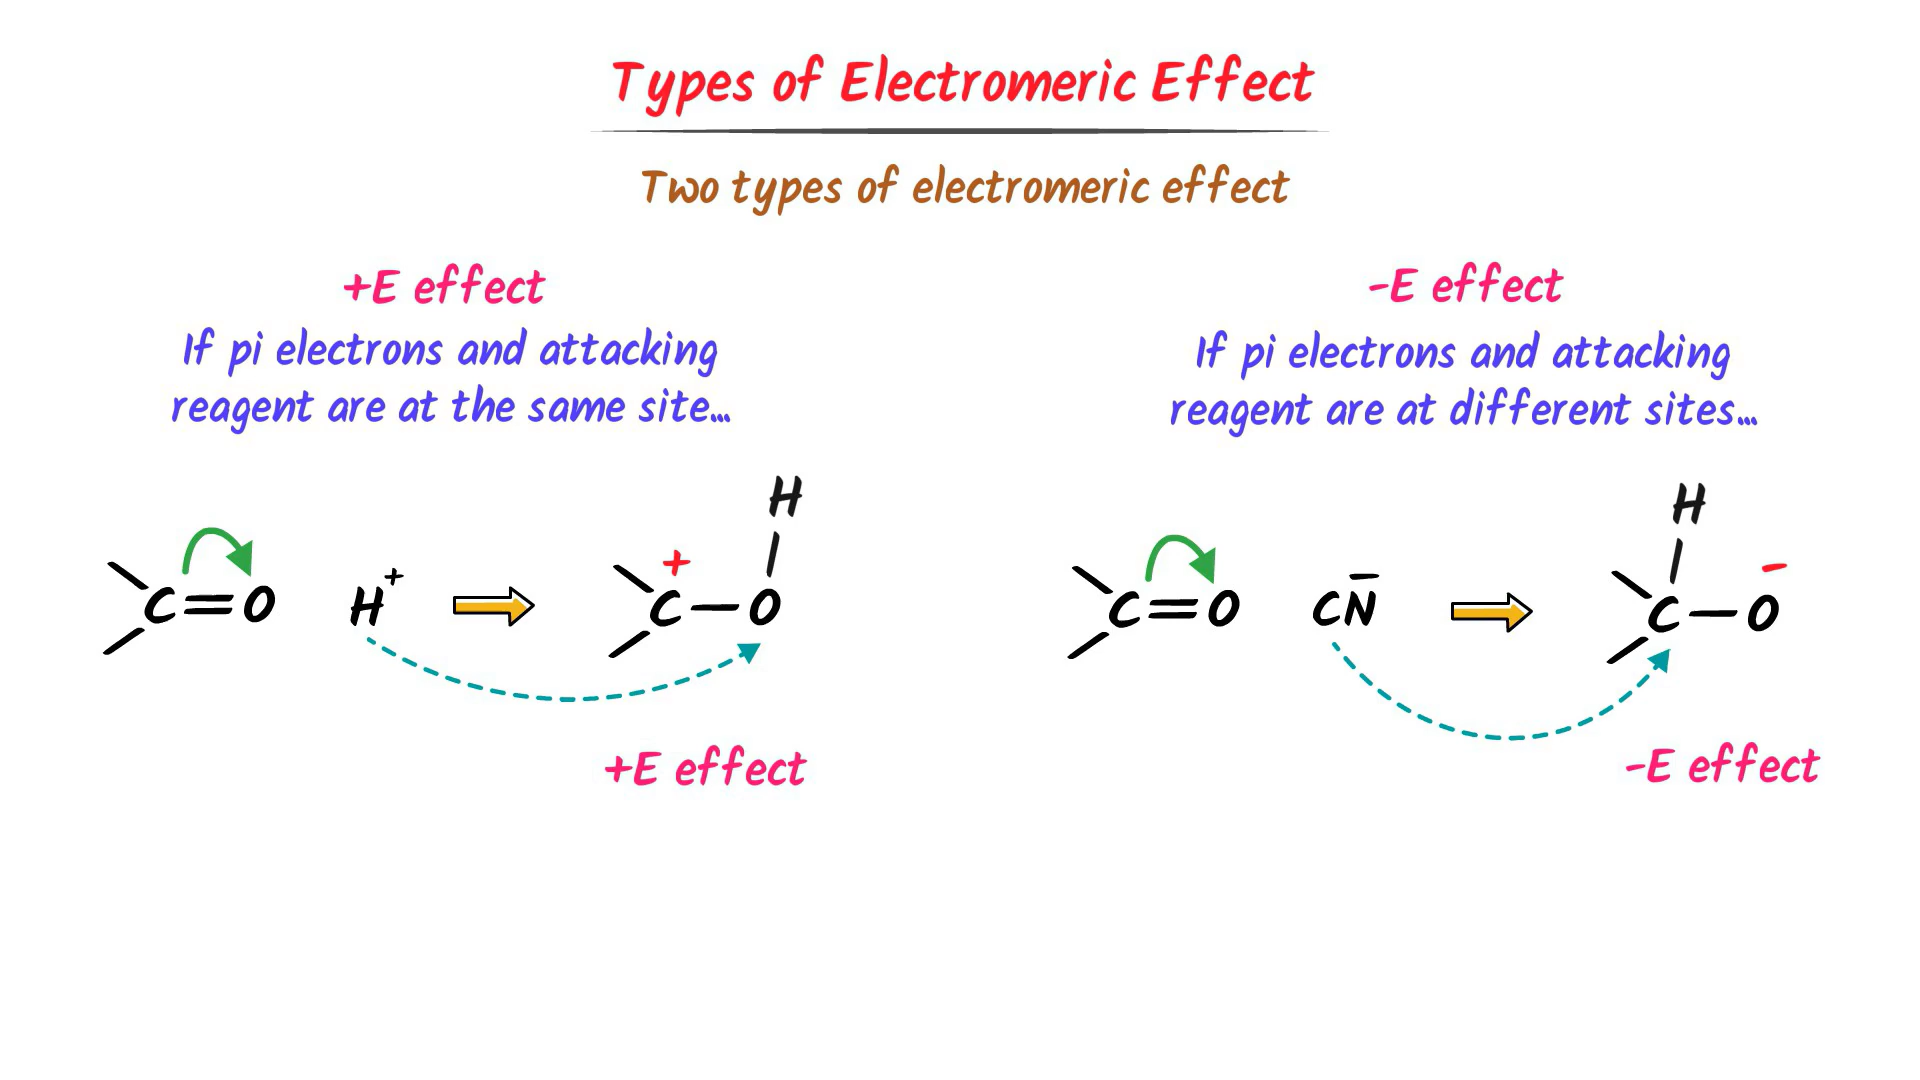 Types of Electromeric Effect
Two types of electromeric effect
+E effect
If pi electrons and attacking
reagent are at the same site...
H
C=O H⁺ C⁺—O
+E effect
-E effect
If pi electrons and attacking
reagent are at different sites...
H
C=O CN⁻ C—O⁻
-E effect